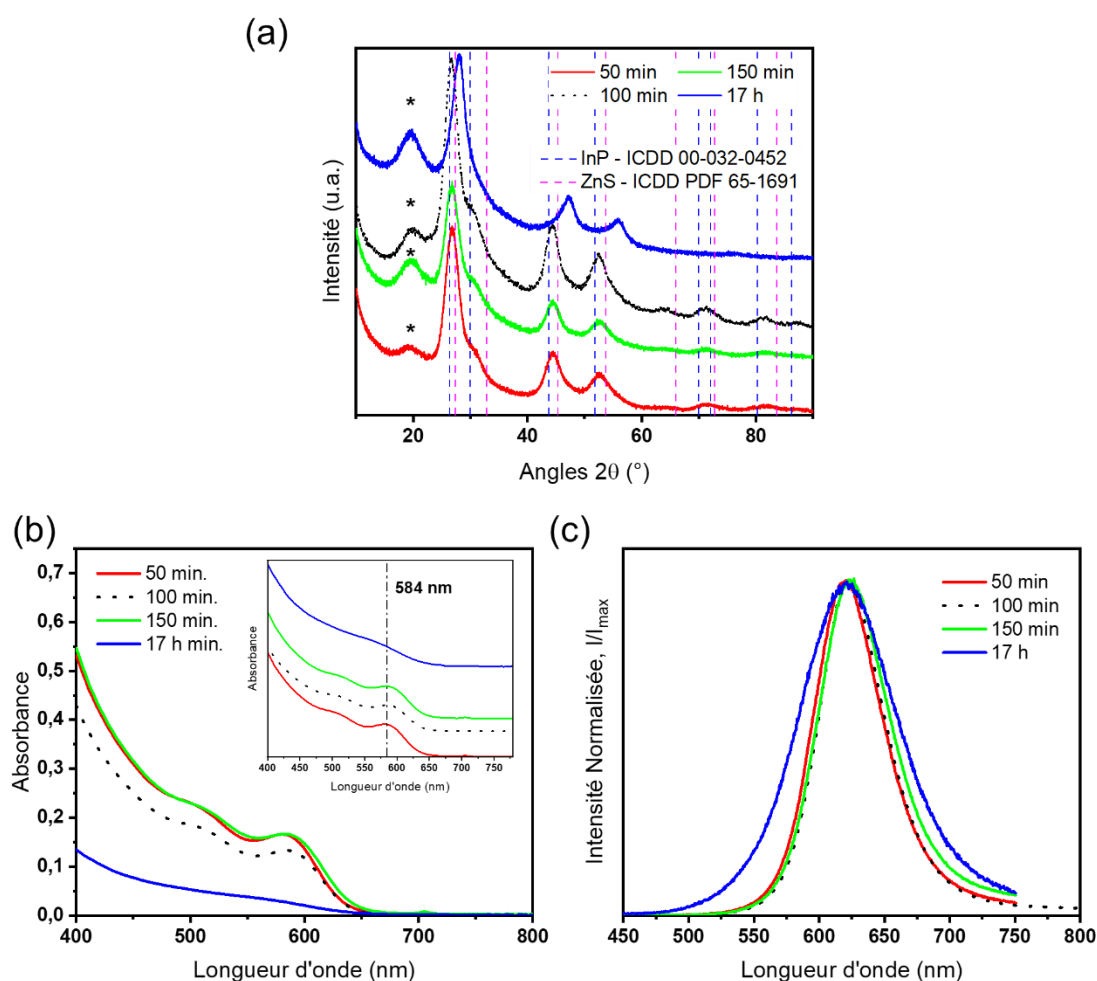 (a)
50 min
150 min
100 min
17 h
InP - ICDD 00-032-0452
ZnS - ICDD PDF 65-1691
*
*
*
*
Intensité (u.a.)
20
40
60
80
Angles 2θ (°)
(b)
50 min.
100 min.
150 min.
17 h min.
584 nm
Absorbance
400 450 500 550 600 650 700 750
Longueur d'onde (nm)
0,7
0,6
0,5
0,4
0,3
0,2
0,1
0,0
Absorbance
400 500 600 700 800
Longueur d'onde (nm)
(c)
50 min
100 min
150 min
17 h
Intensité Normalisée, I/Imax
450 500 550 600 650 700 750 800
Longueur d'onde (nm)